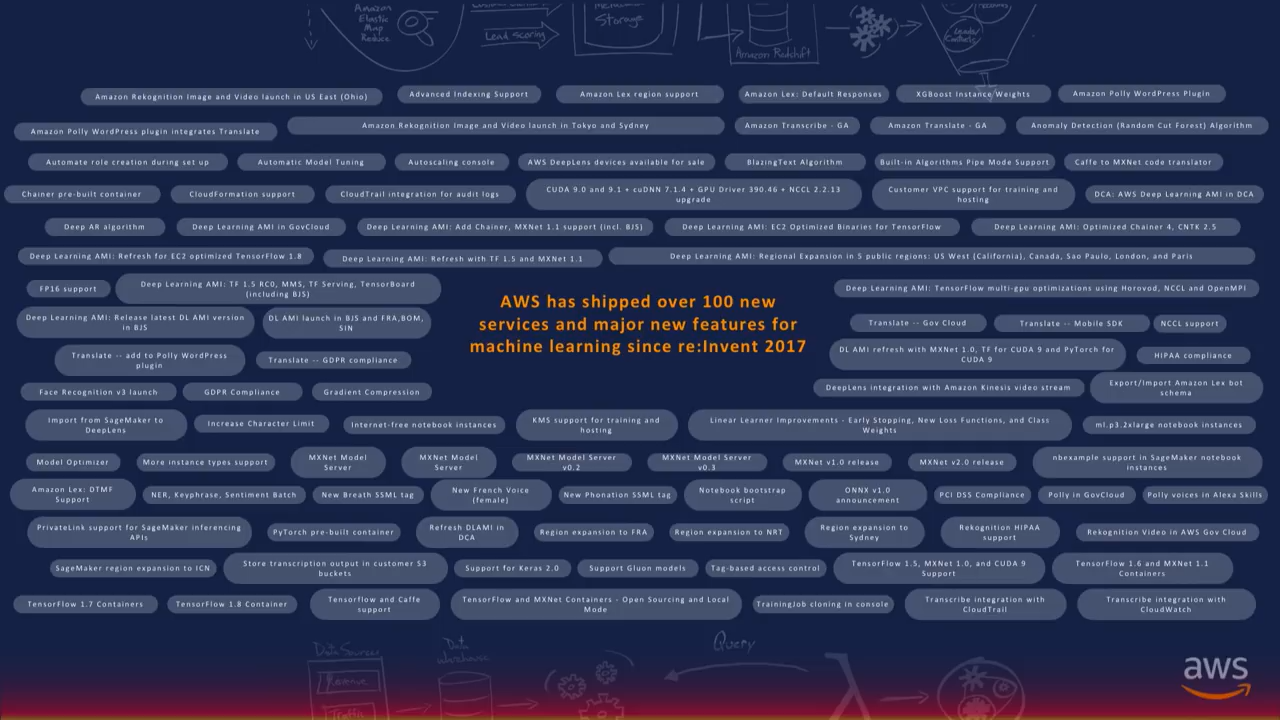 Amazon
Elastic
Map
Reduce
Lead scoring
Storage
Amazon Redshift
Leads/
Contacts
Amazon Rekognition Image and Video launch in US East (Ohio)
Advanced Indexing Support
Amazon Lex region support
Amazon Lex: Default Responses
XGBoost Instance Weights
Amazon Polly WordPress Plugin
Amazon Polly WordPress plugin integrates Translate
Amazon Rekognition Image and Video launch in Tokyo and Sydney
Amazon Transcribe - GA
Amazon Translate - GA
Anomaly Detection (Random Cut Forest) Algorithm
Automate role creation during set up
Automatic Model Tuning
Autoscaling console
AWS DeepLens devices available for sale
BlazingText Algorithm
Built-in Algorithms Pipe Mode Support
Caffe to MXNet code translator
Chainer pre-built container
CloudFormation support
CloudTrail integration for audit logs
CUDA 9.0 and 9.1 + cuDNN 7.1.4 + GPU Driver 390.46 + NCCL 2.2.13
upgrade
Customer VPC support for training and
hosting
DCA: AWS Deep Learning AMI in DCA
Deep AR algorithm
Deep Learning AMI in GovCloud
Deep Learning AMI: Add Chainer, MXNet 1.1 support (incl. BJS)
Deep Learning AMI: EC2 Optimized Binaries for TensorFlow
Deep Learning AMI: Optimized Chainer 4, CNTK 2.5
Deep Learning AMI: Refresh for EC2 optimized TensorFlow 1.8
Deep Learning AMI: Refresh with TF 1.5 and MXNet 1.1
Deep Learning AMI: Regional Expansion in 5 public regions: US West (California), Canada, Sao Paulo, London, and Paris
FP16 support
Deep Learning AMI: TF 1.5 RC0, MMS, TF Serving, TensorBoard
(including BJS)
Deep Learning AMI: TensorFlow multi-gpu optimizations using Horovod, NCCL and OpenMPI
AWS has shipped over 100 new
services and major new features for
machine learning since re:Invent 2017
Deep Learning AMI: Release latest DL AMI version
in BJS
DL AMI launch in BJS and FRA,BOM,
SIN
Translate -- Gov Cloud
Translate -- Mobile SDK
NCCL support
Translate -- add to Polly WordPress
plugin
Translate -- GDPR compliance
DL AMI refresh with MXNet 1.0, TF for CUDA 9 and PyTorch for
CUDA 9
HIPAA compliance
Face Recognition v3 launch
GDPR Compliance
Gradient Compression
DeepLens integration with Amazon Kinesis video stream
Export/Import Amazon Lex bot
schema
Import from SageMaker to
DeepLens
Increase Character Limit
Internet-free notebook instances
KMS support for training and
hosting
Linear Learner Improvements - Early Stopping, New Loss Functions, and Class
Weights
ml.p3.2xlarge notebook instances
Model Optimizer
More instance types support
MXNet Model
Server
MXNet Model
Server
MXNet Model Server
v0.2
MXNet Model Server
v0.3
MXNet v1.0 release
MXNet v2.0 release
nbexample support in SageMaker notebook
instances
Amazon Lex: DTMF
Support
NER, Keyphrase, Sentiment Batch
New Breath SSML tag
New French Voice
(female)
New Phonation SSML tag
Notebook bootstrap
script
ONNX v1.0
announcement
PCI DSS Compliance
Polly in GovCloud
Polly voices in Alexa Skills
PrivateLink support for SageMaker inferencing
APIs
PyTorch pre-built container
Refresh DLAMI in
DCA
Region expansion to FRA
Region expansion to NRT
Region expansion to
Sydney
Rekognition HIPAA
support
Rekognition Video in AWS Gov Cloud
SageMaker region expansion to ICN
Store transcription output in customer S3
buckets
Support for Keras 2.0
Support Gluon models
Tag-based access control
TensorFlow 1.5, MXNet 1.0, and CUDA 9
Support
TensorFlow 1.6 and MXNet 1.1
Containers
TensorFlow 1.7 Containers
TensorFlow 1.8 Container
Tensorflow and Caffe
support
TensorFlow and MXNet Containers - Open Sourcing and Local
Mode
TrainingJob cloning in console
Transcribe integration with
CloudTrail
Transcribe integration with
CloudWatch
Data Sources
Revenue
Traffic
Data
warehouse
Query
aws